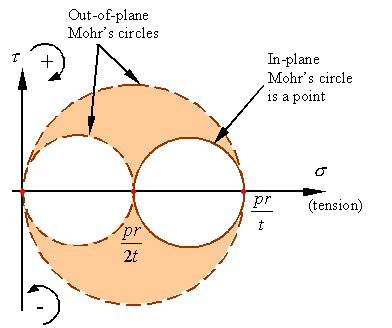 Out-of-plane
Mohr's circles
τ
+
In-plane
Mohr's circle
is a point
σ
(tension)
pr
t
pr
2t
-